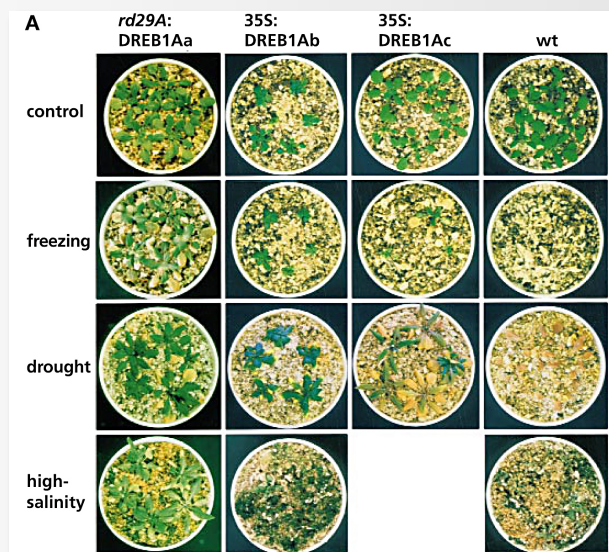 A
rd29A:
DREB1Aa
35S:
DREB1Ab
35S:
DREB1Ac
wt
control
freezing
drought
high-
salinity